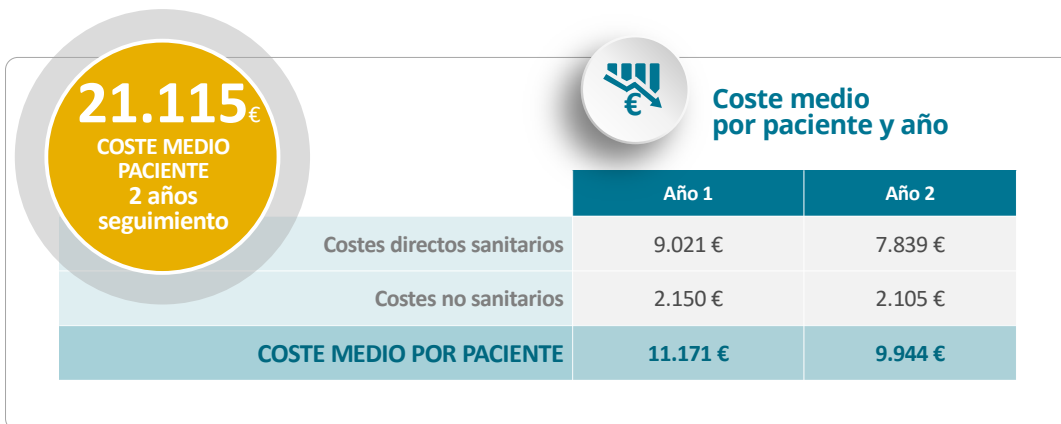 21.115€
COSTE MEDIO
PACIENTE
2 años
seguimiento
€
Coste medio
por paciente y año
Año 1 Año 2
Costes directos sanitarios 9.021 € 7.839 €
Costes no sanitarios 2.150 € 2.105 €
COSTE MEDIO POR PACIENTE 11.171 € 9.944 €